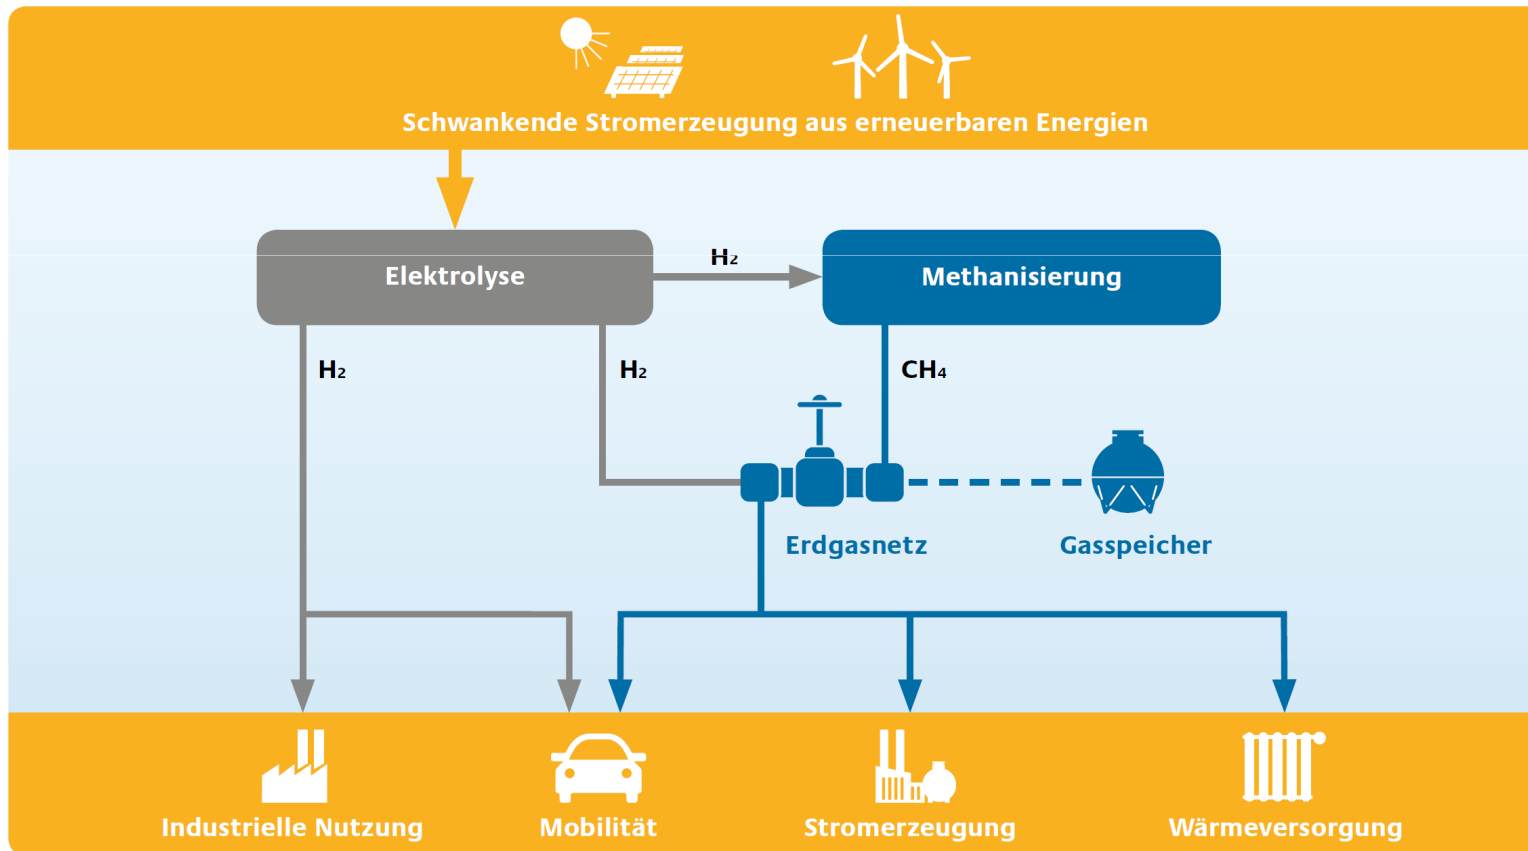 Schwankende Stromerzeugung aus erneuerbaren Energien
Elektrolyse
H₂
Methanisierung
H₂
H₂
CH₄
Erdgasnetz
Gasspeicher
Industrielle Nutzung
Mobilität
Stromerzeugung
Wärmeversorgung